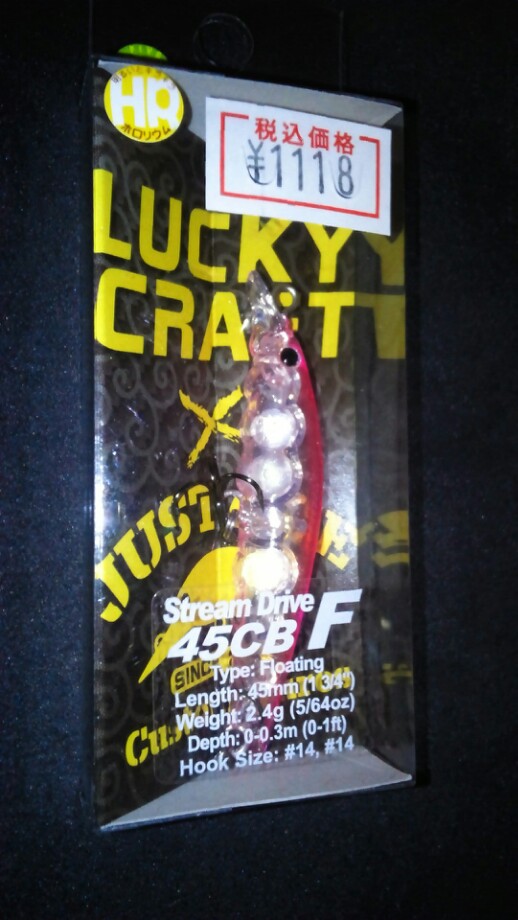 HR
ホロリウム
税込価格
¥1118
LUCKY
CRAFT
X
JUST
Stream Drive
45CB F
SINC
Type: Floating
Length: 45mm (1 3/4")
Weight: 2.4g (5/64oz)
Depth: 0-0.3m (0-1ft)
Hook Size: #14, #14